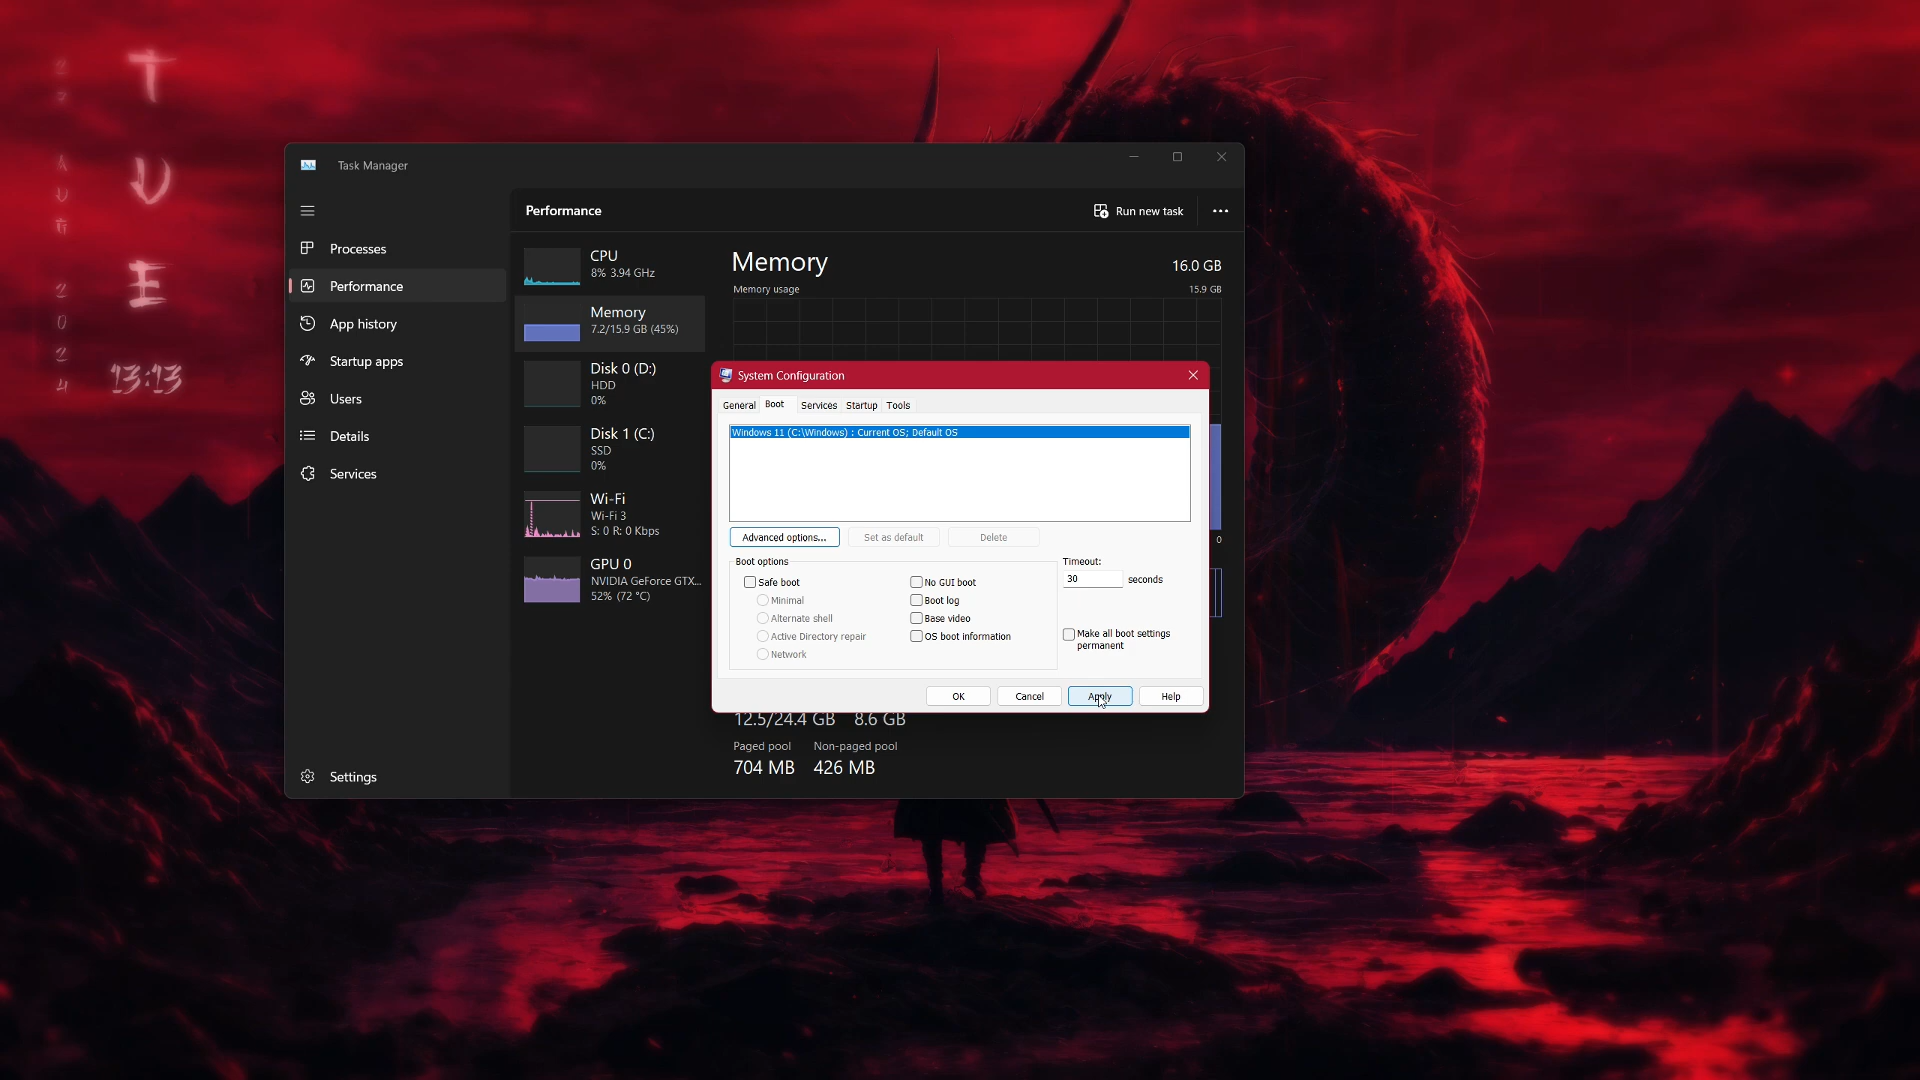 TUE
27
AUG
2024
13:13
Task Manager
Performance
Run new task
Processes
Performance
App history
Startup apps
Users
Details
Services
Settings
CPU
8% 3.94 GHz
Memory
7.2/15.9 GB (45%)
Disk 0 (D:)
HDD
0%
Disk 1 (C:)
SSD
0%
Wi-Fi
Wi-Fi 3
S: 0 R: 0 Kbps
GPU 0
NVIDIA GeForce GTX...
52% (72 °C)
Memory
16.0 GB
Memory usage
15.9 GB
System Configuration
General Boot Services Startup Tools
Windows 11 (C:\Windows) : Current OS; Default OS
Advanced options... Set as default Delete
Boot options
Safe boot
Minimal
Alternate shell
Active Directory repair
Network
No GUI boot
Boot log
Base video
OS boot information
Timeout:
30 seconds
Make all boot settings
permanent
OK Cancel Apply Help
0
12.5/24.4 GB 8.6 GB
Paged pool Non-paged pool
704 MB 426 MB